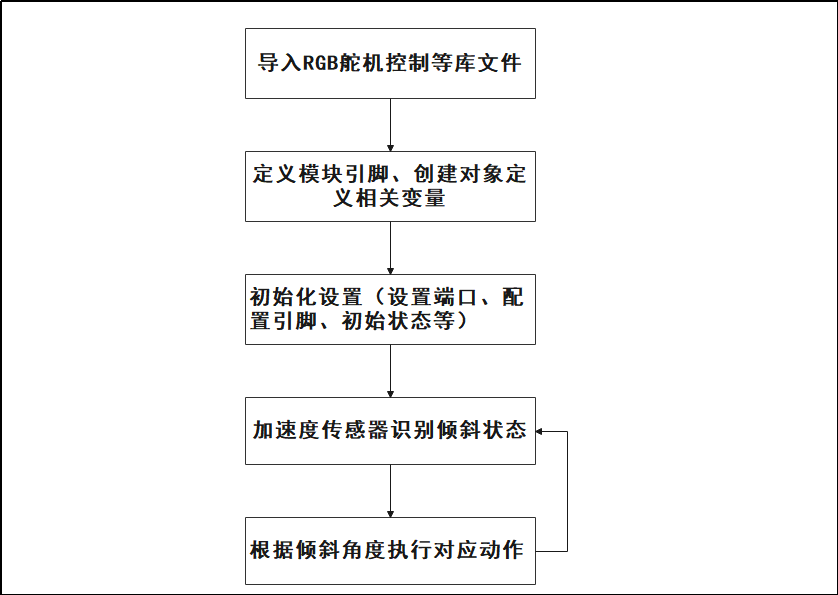 导入RGB舵机控制等库文件
定义模块引脚、创建对象定
义相关变量
初始化设置（设置端口、配
置引脚、初始状态等）
加速度传感器识别倾斜状态
根据倾斜角度执行对应动作